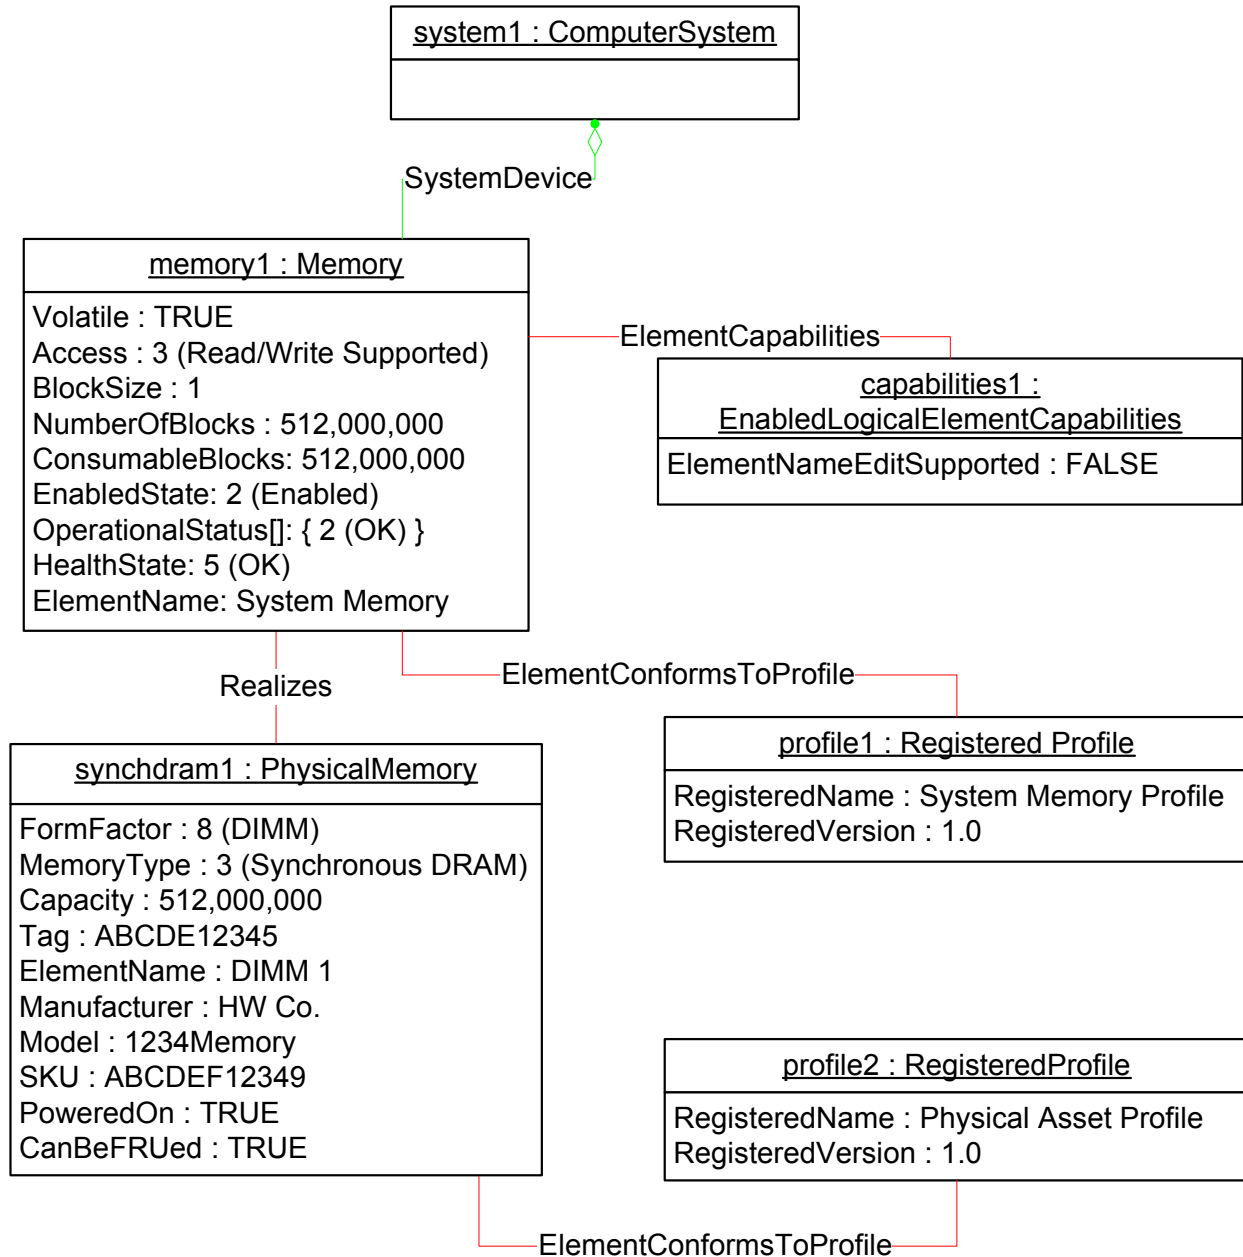 system1 : ComputerSystem
SystemDevice
memory1 : Memory
Volatile : TRUE
Access : 3 (Read/Write Supported)
BlockSize : 1
NumberOfBlocks : 512,000,000
ConsumableBlocks: 512,000,000
EnabledState: 2 (Enabled)
OperationalStatus[]: { 2 (OK) }
HealthState: 5 (OK)
ElementName: System Memory
ElementCapabilities
capabilities1 :
EnabledLogicalElementCapabilities
ElementNameEditSupported : FALSE
Realizes
ElementConformsToProfile
profile1 : Registered Profile
RegisteredName : System Memory Profile
RegisteredVersion : 1.0
synchdram1 : PhysicalMemory
FormFactor : 8 (DIMM)
MemoryType : 3 (Synchronous DRAM)
Capacity : 512,000,000
Tag : ABCDE12345
ElementName : DIMM 1
Manufacturer : HW Co.
Model : 1234Memory
SKU : ABCDEF12349
PoweredOn : TRUE
CanBeFRUed : TRUE
profile2 : RegisteredProfile
RegisteredName : Physical Asset Profile
RegisteredVersion : 1.0
ElementConformsToProfile